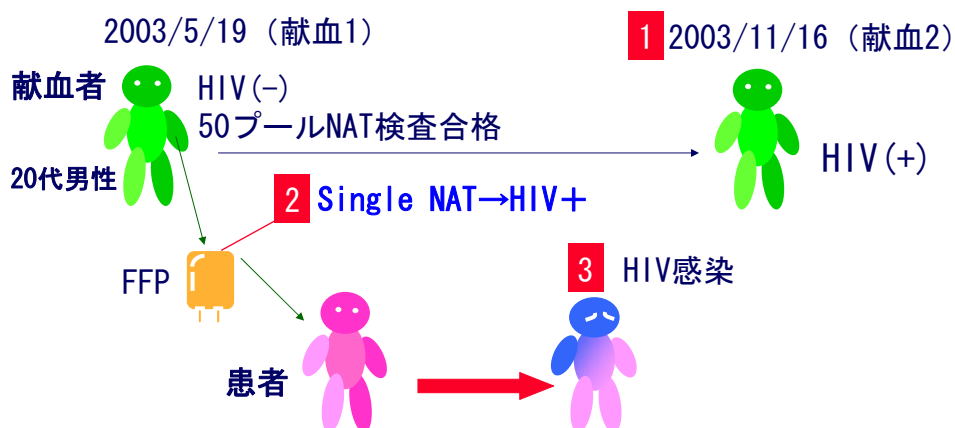 2003/5/19 (献血1)
1 2003/11/16 (献血2)
献血者
HIV(-)
50プールNAT検査合格
HIV(+)
20代男性
2 Single NAT→HIV+
FFP
3 HIV感染
患者